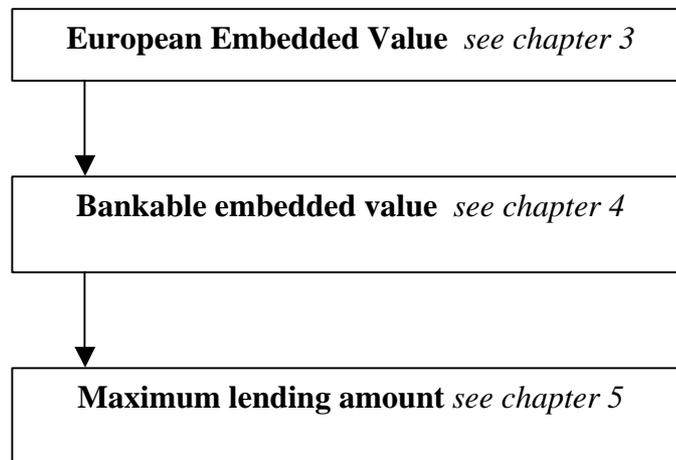 European Embedded Value see chapter 3
Bankable embedded value see chapter 4
Maximum lending amount see chapter 5